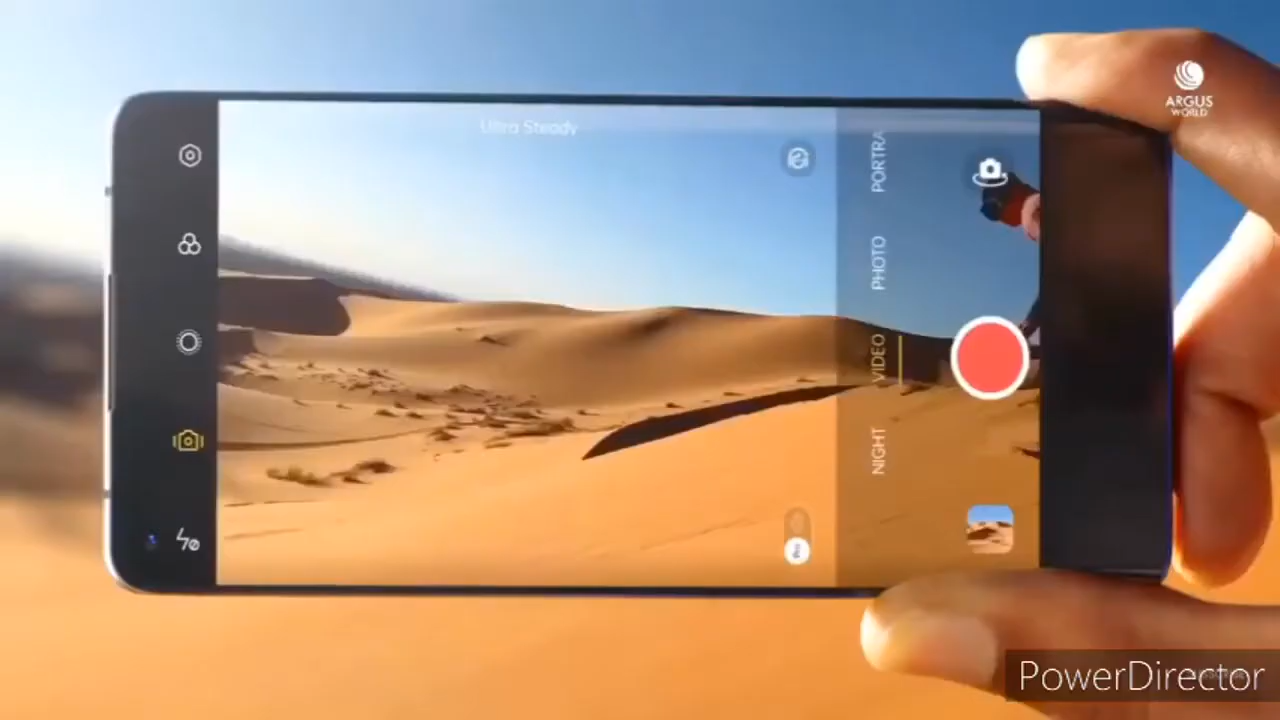 Ultra Steady
ARGUS
WORLD
PORTRA
PHOTO
VIDEO
NIGHT
PowerDirector